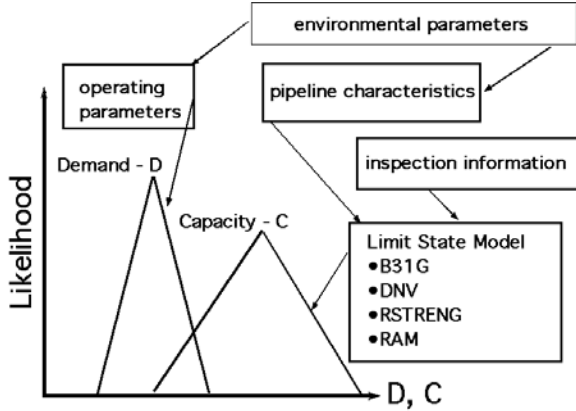 environmental parameters
operating
parameters
pipeline characteristics
inspection information
Demand - D
Capacity - C
Limit State Model
●B31G
●DNV
●RSTRENG
●RAM
Likelihood
D, C